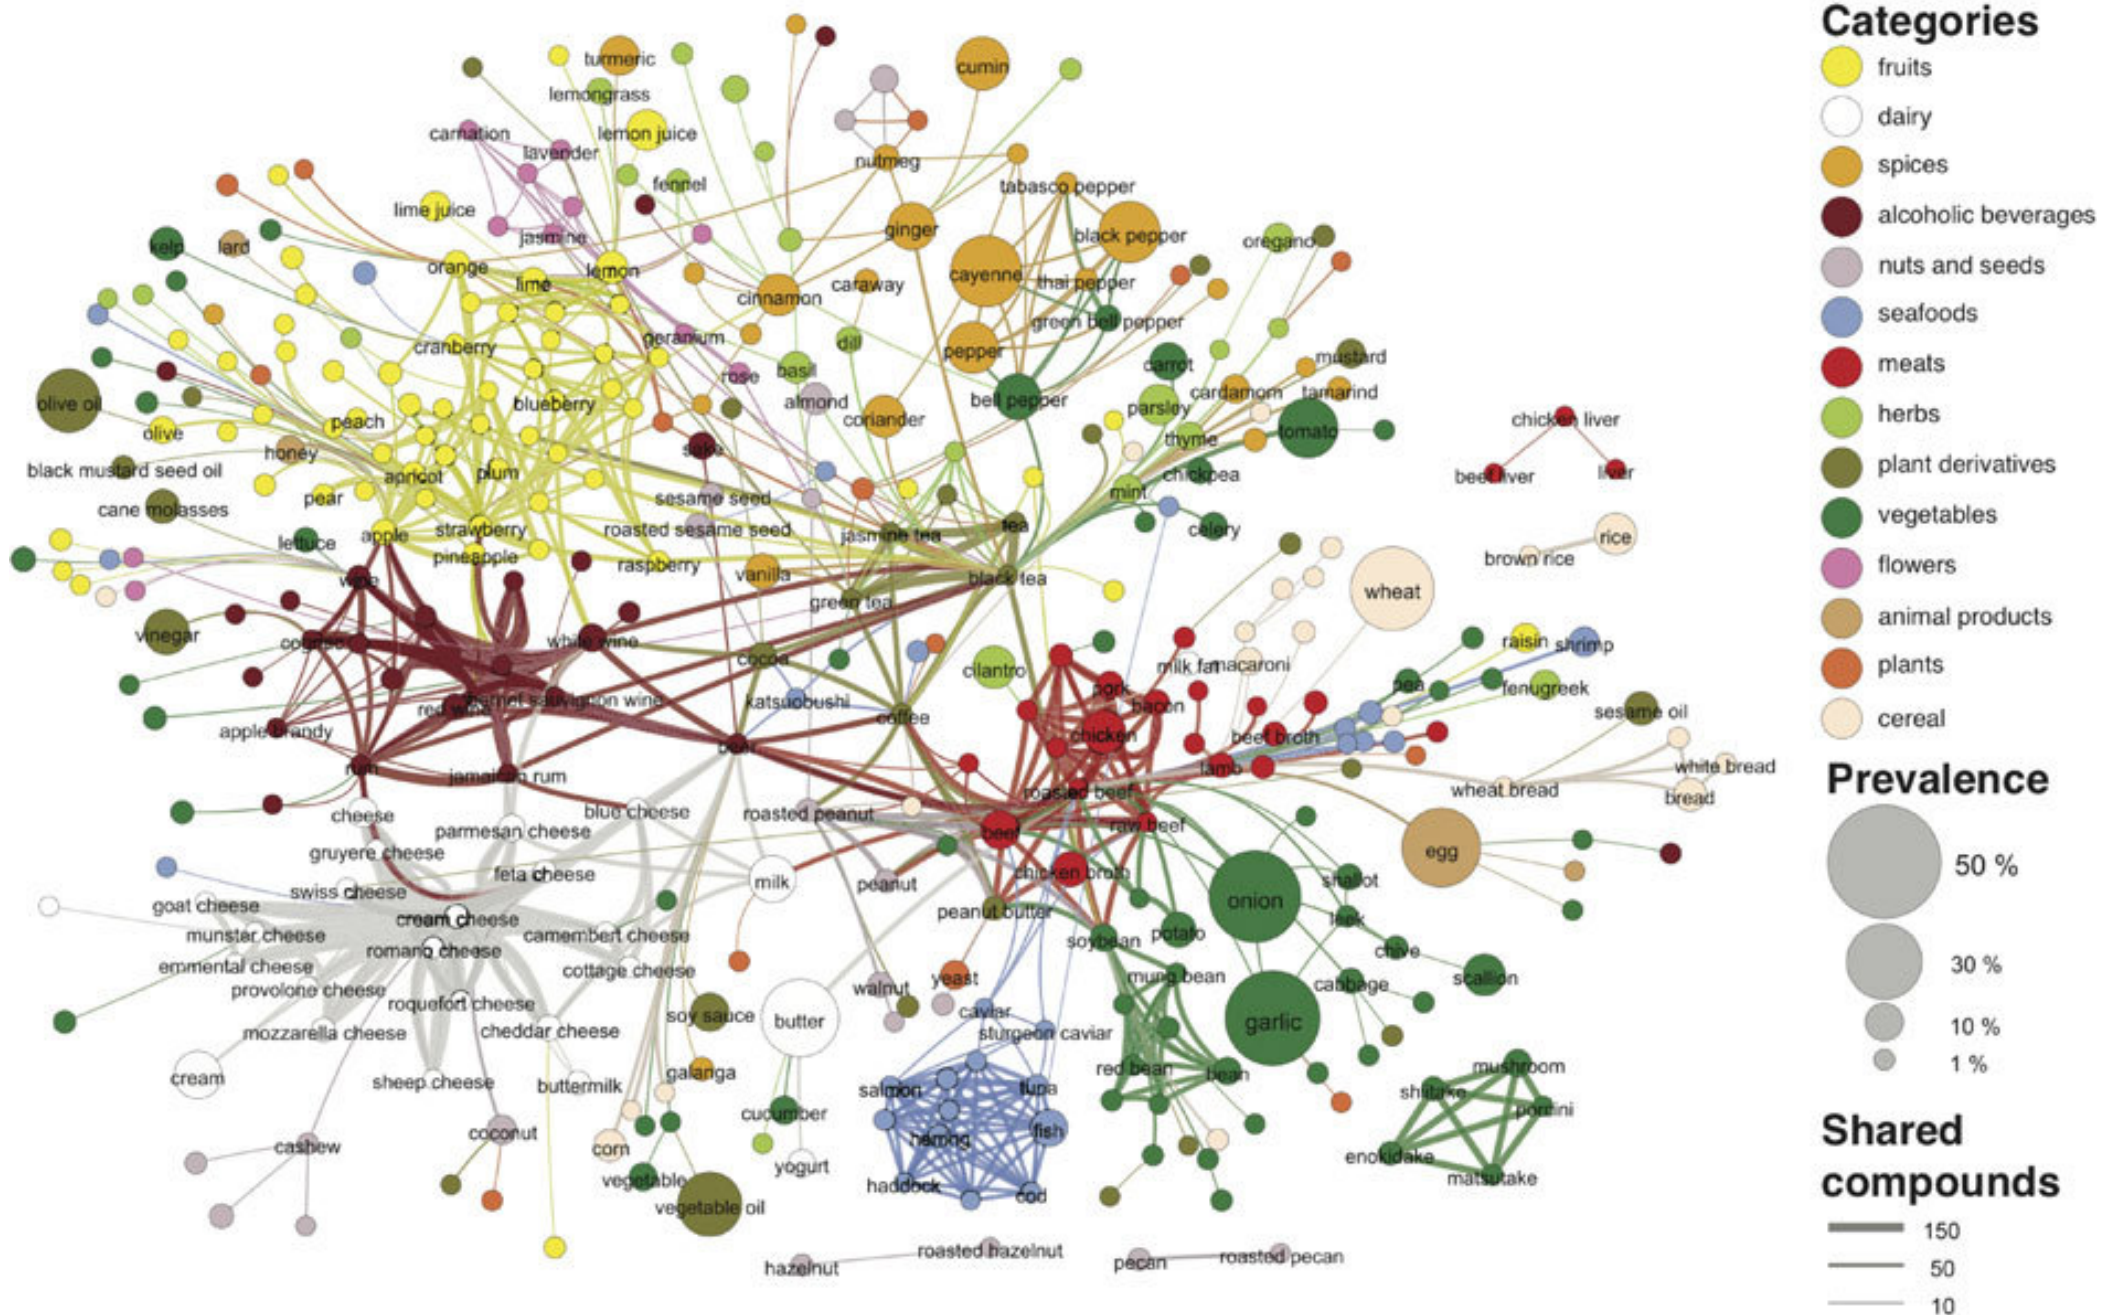 turmeric
cumin
lemongrass
carnation
lemon juice
lavender
nutmeg
fennel
tabasco pepper
lime juice
ginger
black pepper
oregano
jasmine
kelp
lard
orange
lemon
lime
cinnamon
caraway
cayenne
thai pepper
green bell pepper
geranium
cranberry
dill
pepper
mustard
carrot
rose
basil
cardamom
tamarind
olive oil
blueberry
almond
bell pepper
parsley
peach
coriander
chicken liver
olive
thyme
tomato
honey
sake
black mustard seed oil
apricot
plum
chickpea
beef liver
liver
pear
sesame seed
mint
cane molasses
strawberry
roasted sesame seed
tea
celery
apple
jasmine tea
rice
lettuce
pineapple
raspberry
brown rice
wine
vanilla
black tea
green tea
wheat
vinegar
cognac
white wine
raisin
shrimp
cocoa
cilantro
milk fat
macaroni
pea
fenugreek
pork
red wine
cabernet sauvignon wine
katsuobushi
bacon
coffee
sesame oil
apple brandy
chicken
beef broth
beer
rum
jamaican rum
lamb
white bread
roasted beef
wheat bread
bread
cheese
blue cheese
roasted peanut
parmesan cheese
beef
raw beef
gruyere cheese
egg
feta cheese
milk
peanut
chicken broth
shallot
swiss cheese
goat cheese
onion
cream cheese
peanut butter
leek
munster cheese
camembert cheese
soybean
potato
romano cheese
chive
emmental cheese
cottage cheese
mung bean
scallion
provolone cheese
walnut
yeast
cabbage
roquefort cheese
soy sauce
butter
caviar
mozzarella cheese
cheddar cheese
sturgeon caviar
garlic
cream
sheep cheese
buttermilk
galanga
salmon
tuna
red bean
bean
mushroom
shiitake
porcini
cucumber
coconut
herring
fish
cashew
corn
yogurt
enokidake
vegetable
haddock
cod
matsutake
vegetable oil
hazelnut
roasted hazelnut
pecan
roasted pecan
Categories
fruits
dairy
spices
alcoholic beverages
nuts and seeds
seafoods
meats
herbs
plant derivatives
vegetables
flowers
animal products
plants
cereal
Prevalence
50 %
30 %
10 %
1 %
Shared
compounds
150
50
10